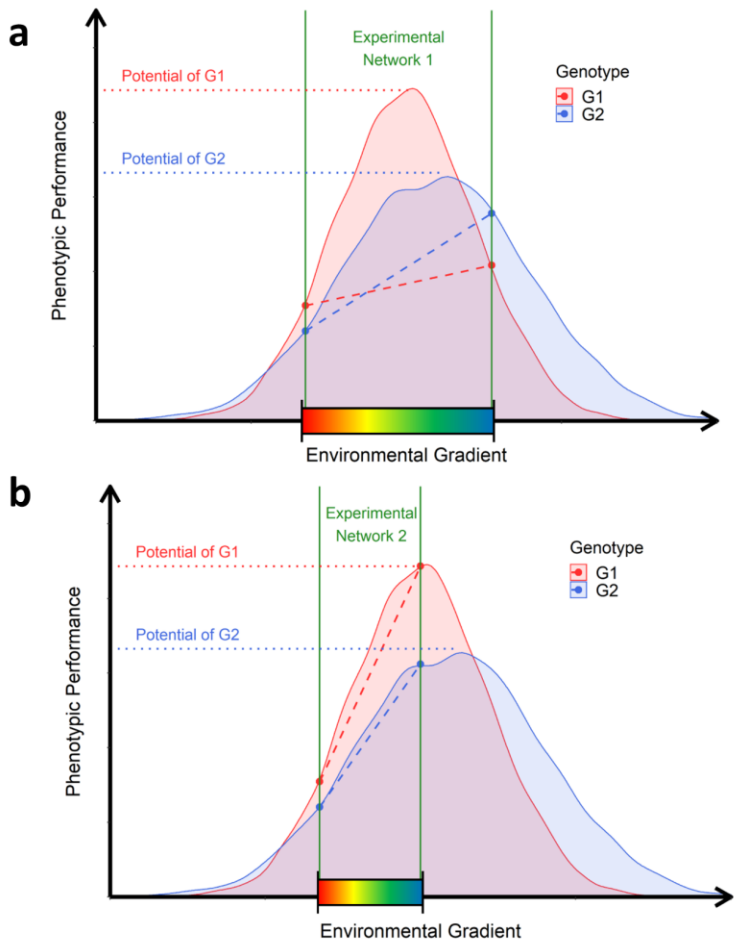 a
Experimental
Network 1
Potential of G1
Genotype
G1
G2
Potential of G2
Phenotypic Performance
Environmental Gradient
b
Experimental
Network 2
Potential of G1
Genotype
G1
G2
Potential of G2
Phenotypic Performance
Environmental Gradient